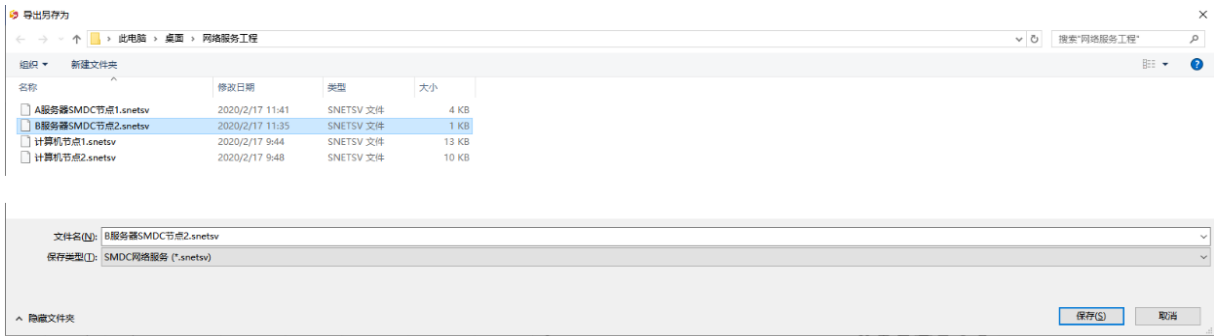 导出另存为
此电脑 › 桌面 › 网络服务工程
搜索"网络服务工程"
组织 新建文件夹
名称 修改日期 类型 大小
A服务器SMDC节点1.snetsv 2020/2/17 11:41 SNETSV 文件 4 KB
B服务器SMDC节点2.snetsv 2020/2/17 11:35 SNETSV 文件 1 KB
计算机节点1.snetsv 2020/2/17 9:44 SNETSV 文件 13 KB
计算机节点2.snetsv 2020/2/17 9:48 SNETSV 文件 10 KB
文件名(N): B服务器SMDC节点2.snetsv
保存类型(T): SMDC网络服务 (*.snetsv)
隐藏文件夹 保存(S) 取消